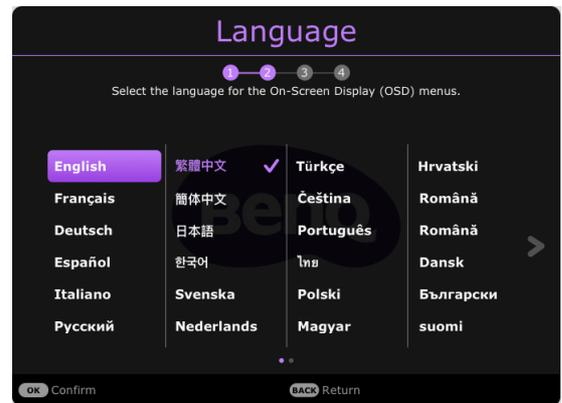 Language
1 2 3 4
Select the language for the On-Screen Display (OSD) menus.
English
Français
Deutsch
Español
Italiano
Русский
繁體中文
簡体中文
日本語
한국어
Svenska
Nederlands
Türkçe
Čeština
Português
ไทย
Polski
Magyar
Hrvatski
Română
Română
Dansk
Български
suomi
BenQ
OK Confirm
BACK Return